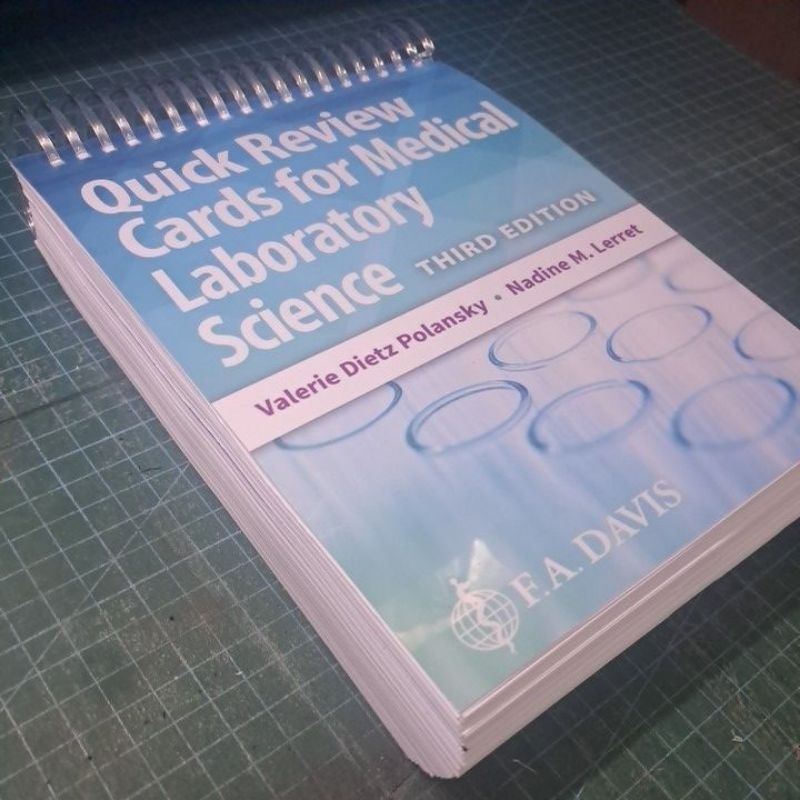 Quick Review
Cards for Medical
Laboratory
Science THIRD EDITION
Valerie Dietz Polansky • Nadine M. Lerret
F.A. DAVIS